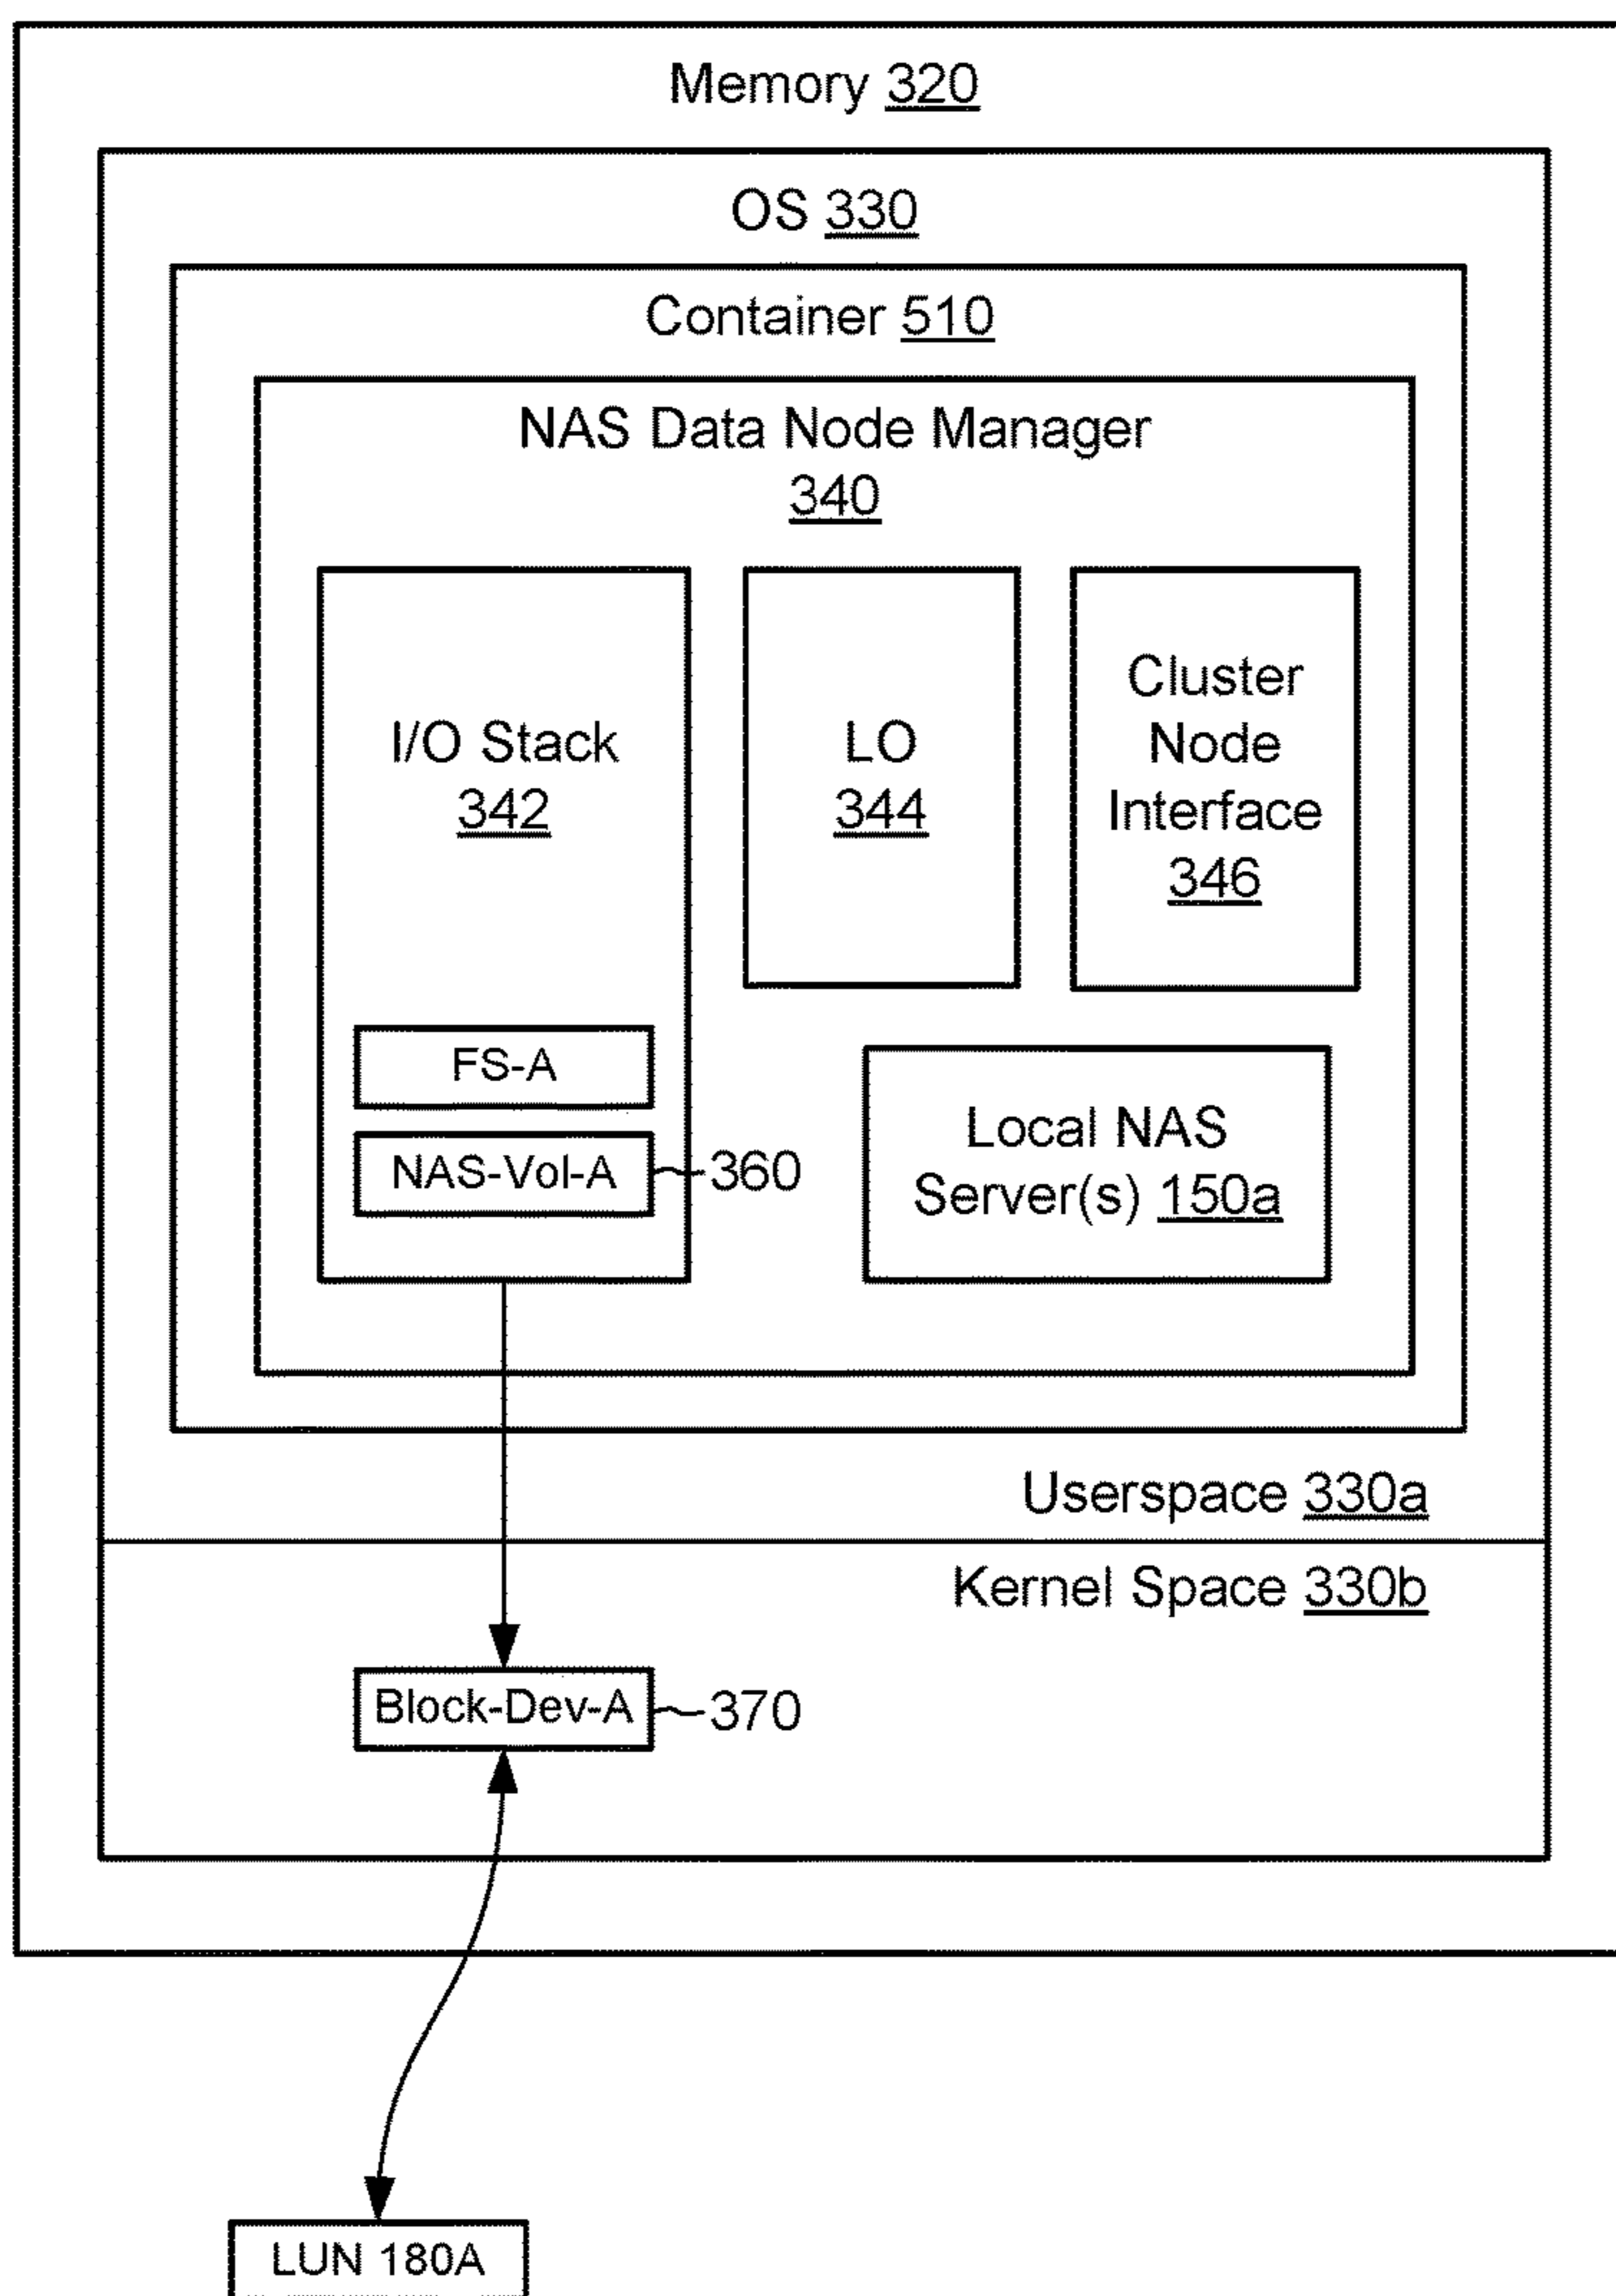 Memory 320
OS 330
Container 510
NAS Data Node Manager
340
I/O Stack
342
LO
344
Cluster
Node
Interface
346
FS-A
NAS-Vol-A
360
Local NAS
Server(s) 150a
Userspace 330a
Kernel Space 330b
Block-Dev-A
370
LUN 180A